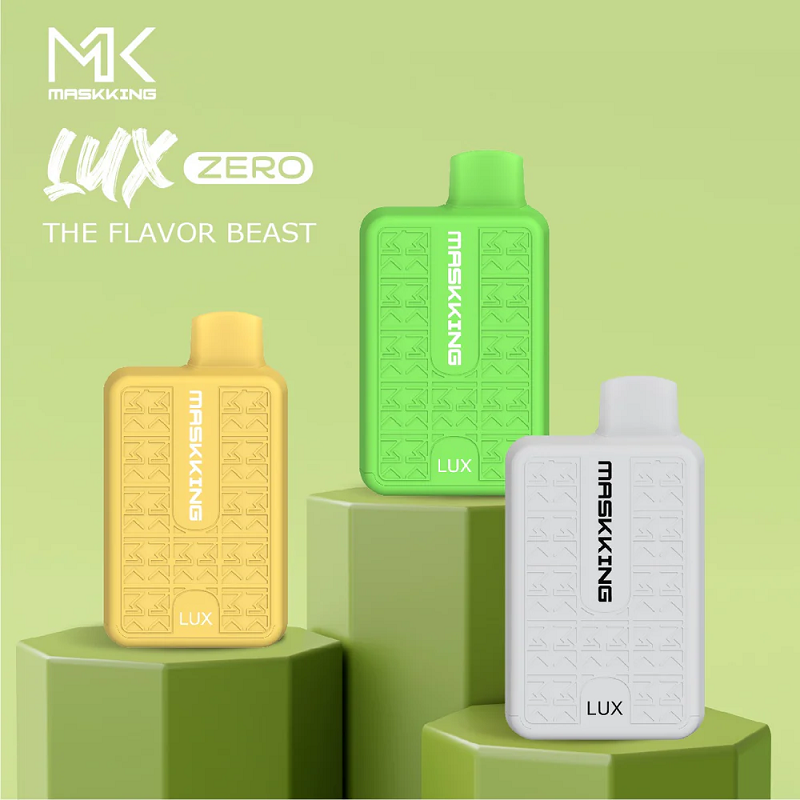 MK
MASKKING
LUX ZERO
THE FLAVOR BEAST
MASKKING
LUX
MASKKING
LUX
MASKKING
LUX